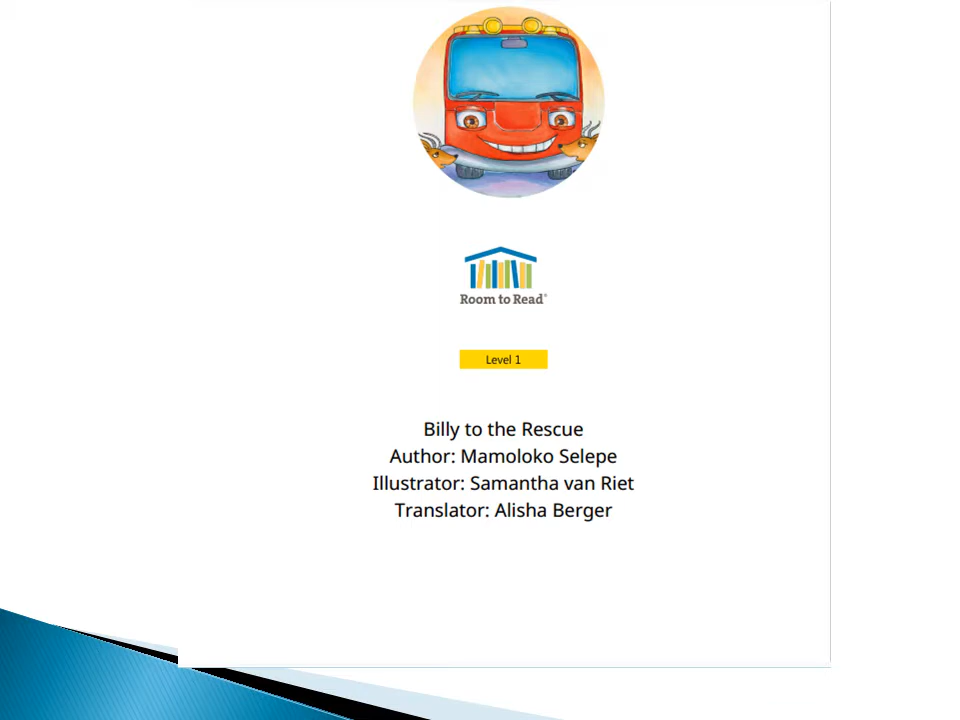 Room to Read®
Level 1
Billy to the Rescue
Author: Mamoloko Selepe
Illustrator: Samantha van Riet
Translator: Alisha Berger